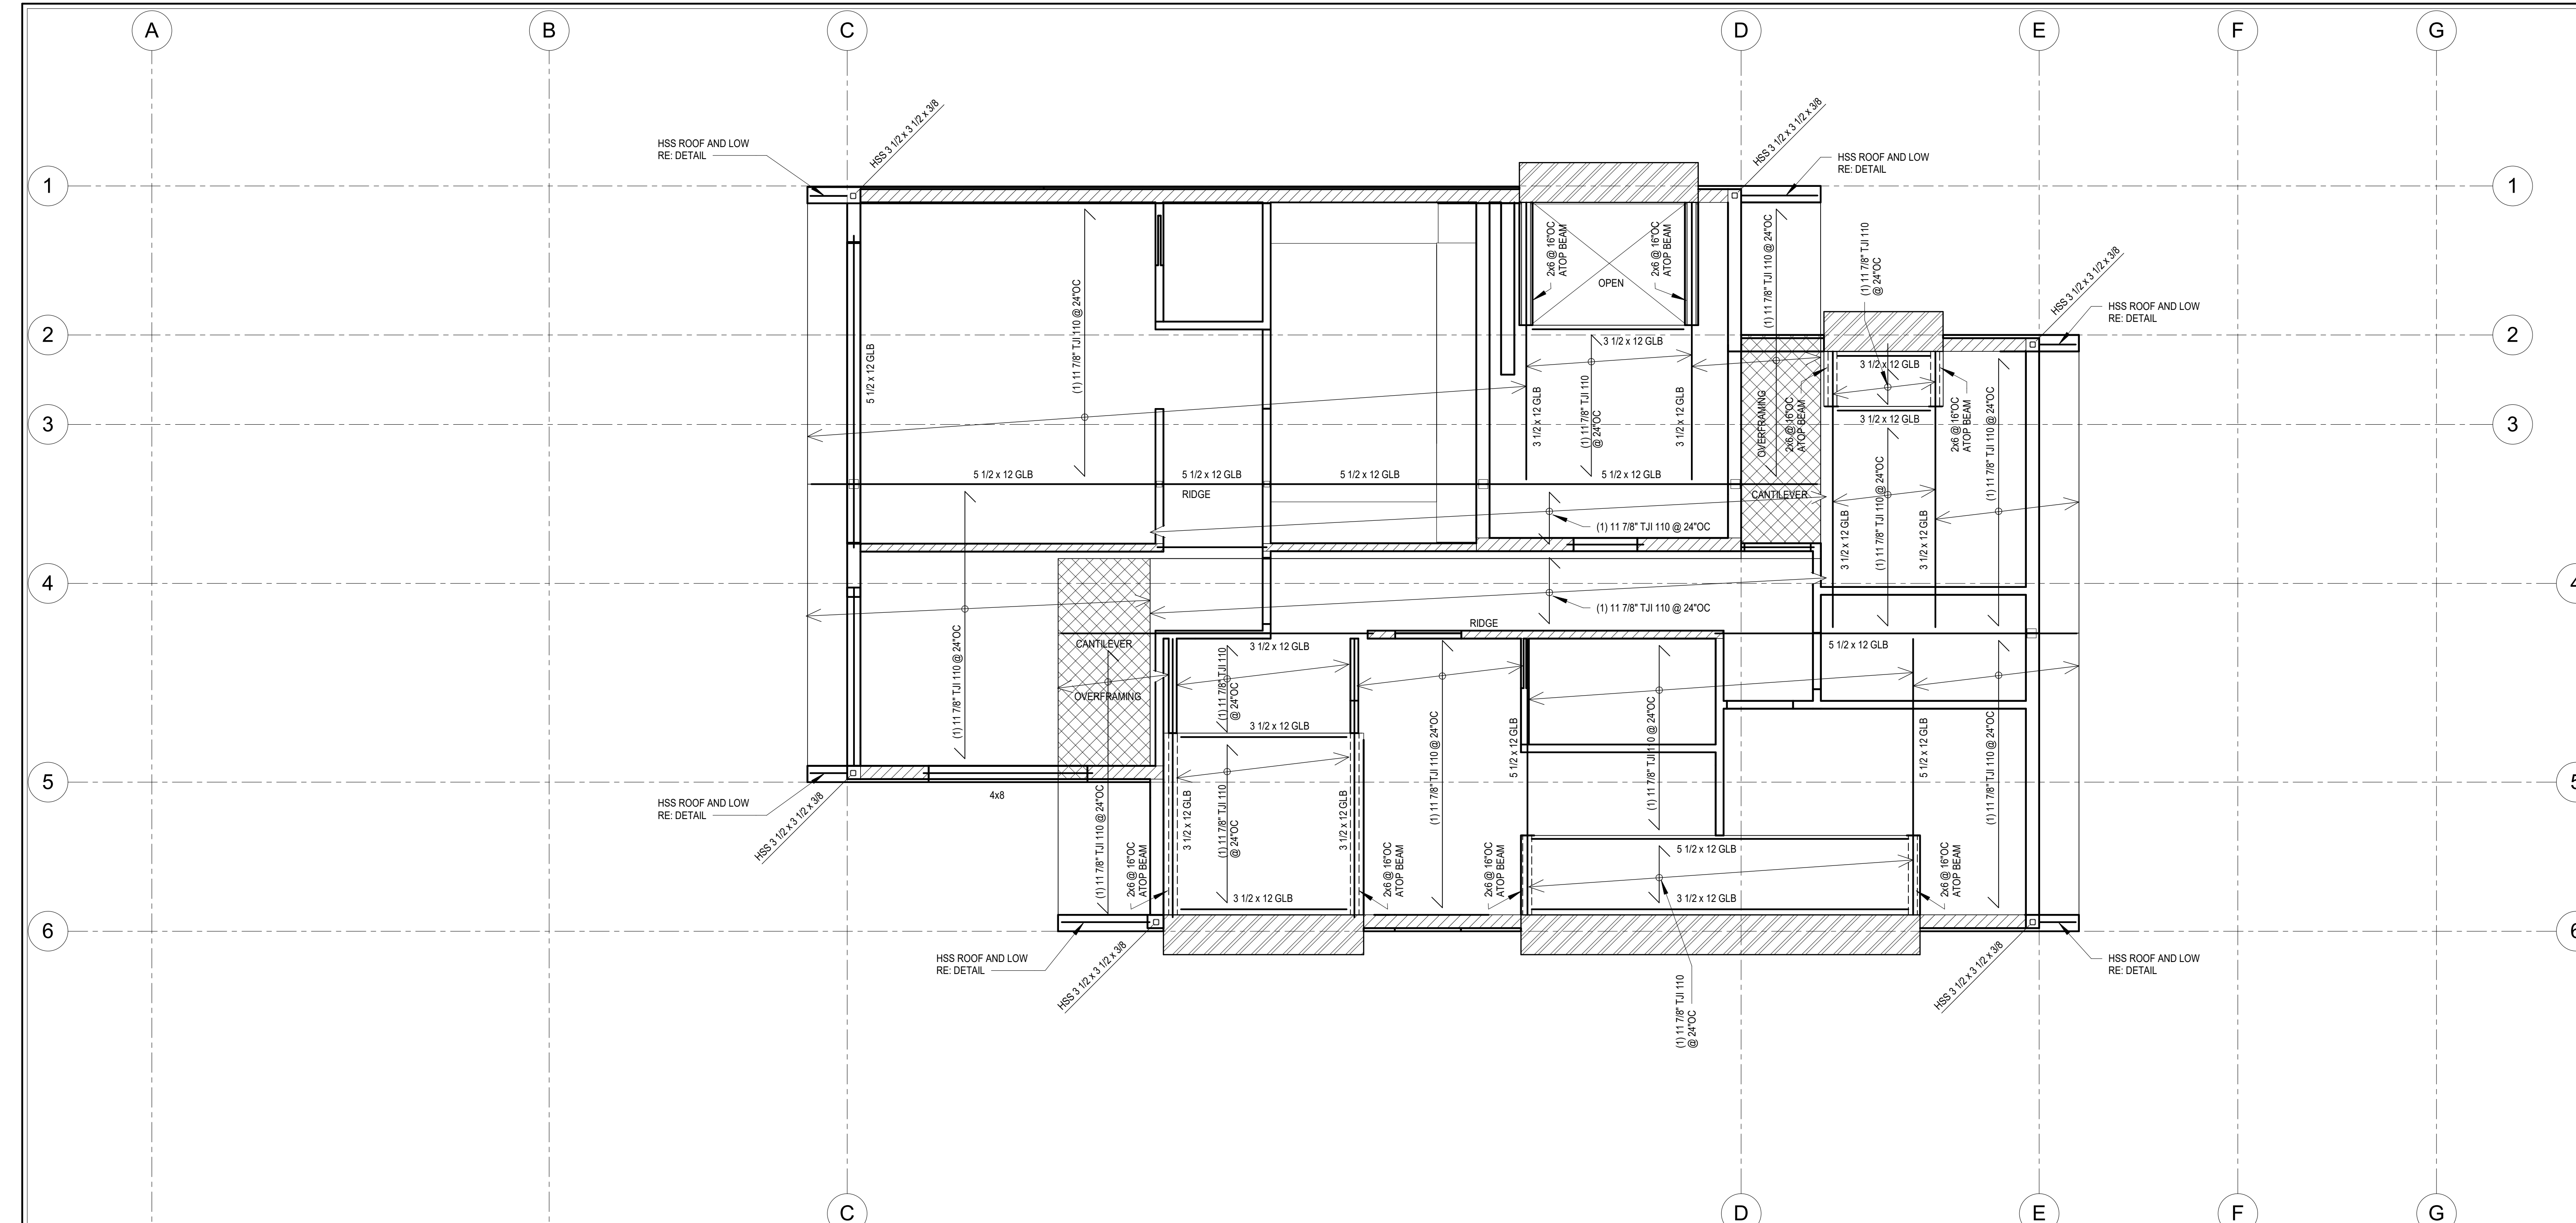 A
B
C
D
E
F
G
HSS 3 1/2 x 3 1/2 x 3/8
HSS 3 1/2 x 3 1/2 x 3/8
HSS ROOF AND LOW
RE: DETAIL
HSS ROOF AND LOW
RE: DETAIL
1
1
(1) 11 7/8" TJI 110 @ 24"OC
2x6 @ 16"OC
ATOP BEAM
OPEN
2x6 @ 16"OC
ATOP BEAM
(1) 11 7/8" TJI 110 @ 24"OC
(1) 11 7/8" TJI 110
@ 24"OC
HSS 3 1/2 x 3 1/2 x 3/8
HSS ROOF AND LOW
RE: DETAIL
2
2
5 1/2 x 12 GLB
3 1/2 x 12 GLB
3 1/2 x 12 GLB
3 1/2 x 12 GLB
(1) 11 7/8" TJI 110
@ 24"OC
3 1/2 x 12 GLB
OVERFRAMING
2x6 @ 16"OC
ATOP BEAM
3 1/2 x 12 GLB
2x6 @ 16"OC
ATOP BEAM
(1) 11 7/8" TJI 110 @ 24"OC
3
3
5 1/2 x 12 GLB
5 1/2 x 12 GLB
5 1/2 x 12 GLB
5 1/2 x 12 GLB
RIDGE
CANTILEVER
(1) 11 7/8" TJI 110 @ 24"OC
3 1/2 x 12 GLB
(1) 11 7/8" TJI 110 @ 24"OC
3 1/2 x 12 GLB
4
4
(1) 11 7/8" TJI 110 @ 24"OC
RIDGE
CANTILEVER
3 1/2 x 12 GLB
5 1/2 x 12 GLB
(1) 11 7/8" TJI 110 @ 24"OC
OVERFRAMING
(1) 11 7/8" TJI 110
@ 24"OC
3 1/2 x 12 GLB
(1) 11 7/8" TJI 110 @ 24"OC
5 1/2 x 12 GLB
(1) 11 7/8" TJI 110 @ 24"OC
5 1/2 x 12 GLB
(1) 11 7/8" TJI 110 @ 24"OC
5
5
4x8
HSS ROOF AND LOW
RE: DETAIL
HSS 3 1/2 x 3 1/2 x 3/8
(1) 11 7/8" TJI 110 @ 24"OC
2x6 @ 16"OC
ATOP BEAM
3 1/2 x 12 GLB
(1) 11 7/8" TJI 110
@ 24"OC
3 1/2 x 12 GLB
3 1/2 x 12 GLB
2x6 @ 16"OC
ATOP BEAM
2x6 @ 16"OC
ATOP BEAM
5 1/2 x 12 GLB
3 1/2 x 12 GLB
2x6 @ 16"OC
ATOP BEAM
6
6
HSS ROOF AND LOW
RE: DETAIL
HSS 3 1/2 x 3 1/2 x 3/8
(1) 11 7/8" TJI 110
@ 24"OC
HSS 3 1/2 x 3 1/2 x 3/8
HSS ROOF AND LOW
RE: DETAIL
C
D
E
F
G